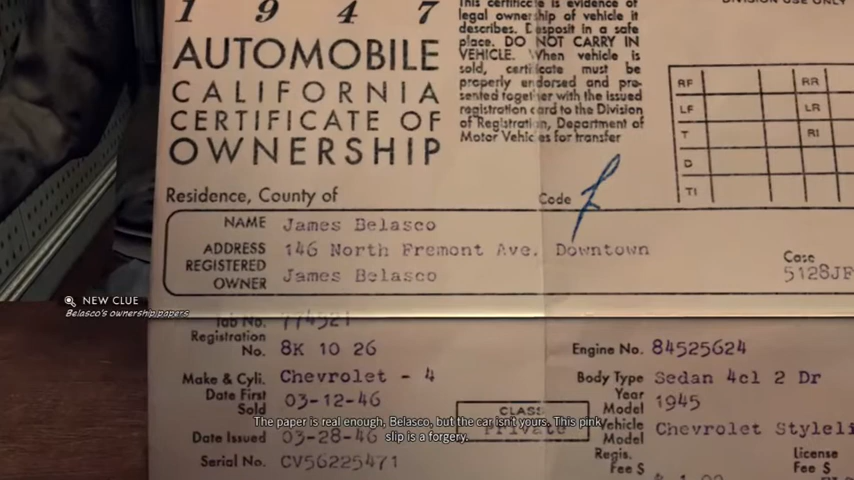 1 9 4 7
AUTOMOBILE
CALIFORNIA
CERTIFICATE OF
OWNERSHIP
This certificate is evidence of
legal ownership of vehicle it
describes. Deposit in a safe
place. DO NOT CARRY IN
VEHICLE. When vehicle is
sold, certificate must be
properly endorsed and pre-
sented together with the issued
registration card to the Division
of Registration, Department of
Motor Vehicles for transfer
DIVISION USE ONLY
RF RR
LF LR
T RI
D
TI
Residence, County of
Code
NAME James Belasco
ADDRESS 146 North Fremont Ave. Downtown
REGISTERED
OWNER James Belasco
Case
5128JF
NEW CLUE
Belasco's ownership papers
Tab No. 774521
Registration
No. 8K 10 26
Engine No. 84525624
Make & Cyli. Chevrolet - 4
Body Type Sedan 4cl 2 Dr
Date First
Sold 03-12-46
Year
Model 1945
CLASS
Private
Vehicle
Model Chevrolet Styleli
Date Issued 03-28-46
Serial No. CV56225471
Regis.
Fee $
License
Fee $
The paper is real enough, Belasco, but the car isn't yours. This pink
slip is a forgery.